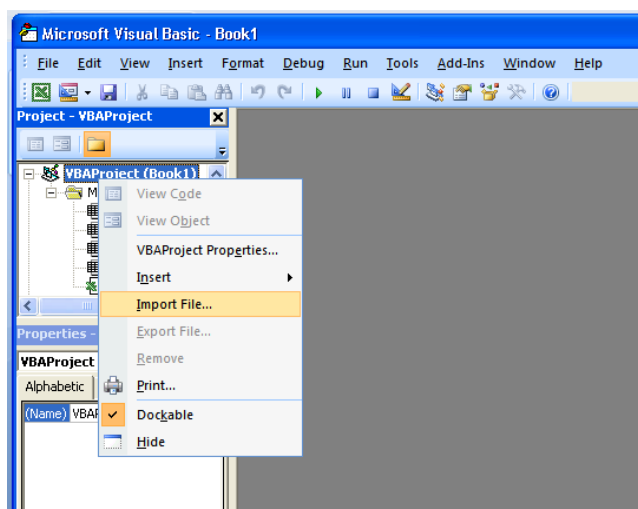 Microsoft Visual Basic - Book1
File Edit View Insert Format Debug Run Tools Add-Ins Window Help
Project - VBAProject
VBAProject (Book1)
M
View Code
View Object
VBAProject Properties...
Insert
Import File...
Export File...
Remove
Print...
Dockable
Hide
Properties -
VBAProject
Alphabetic
(Name) VBAP